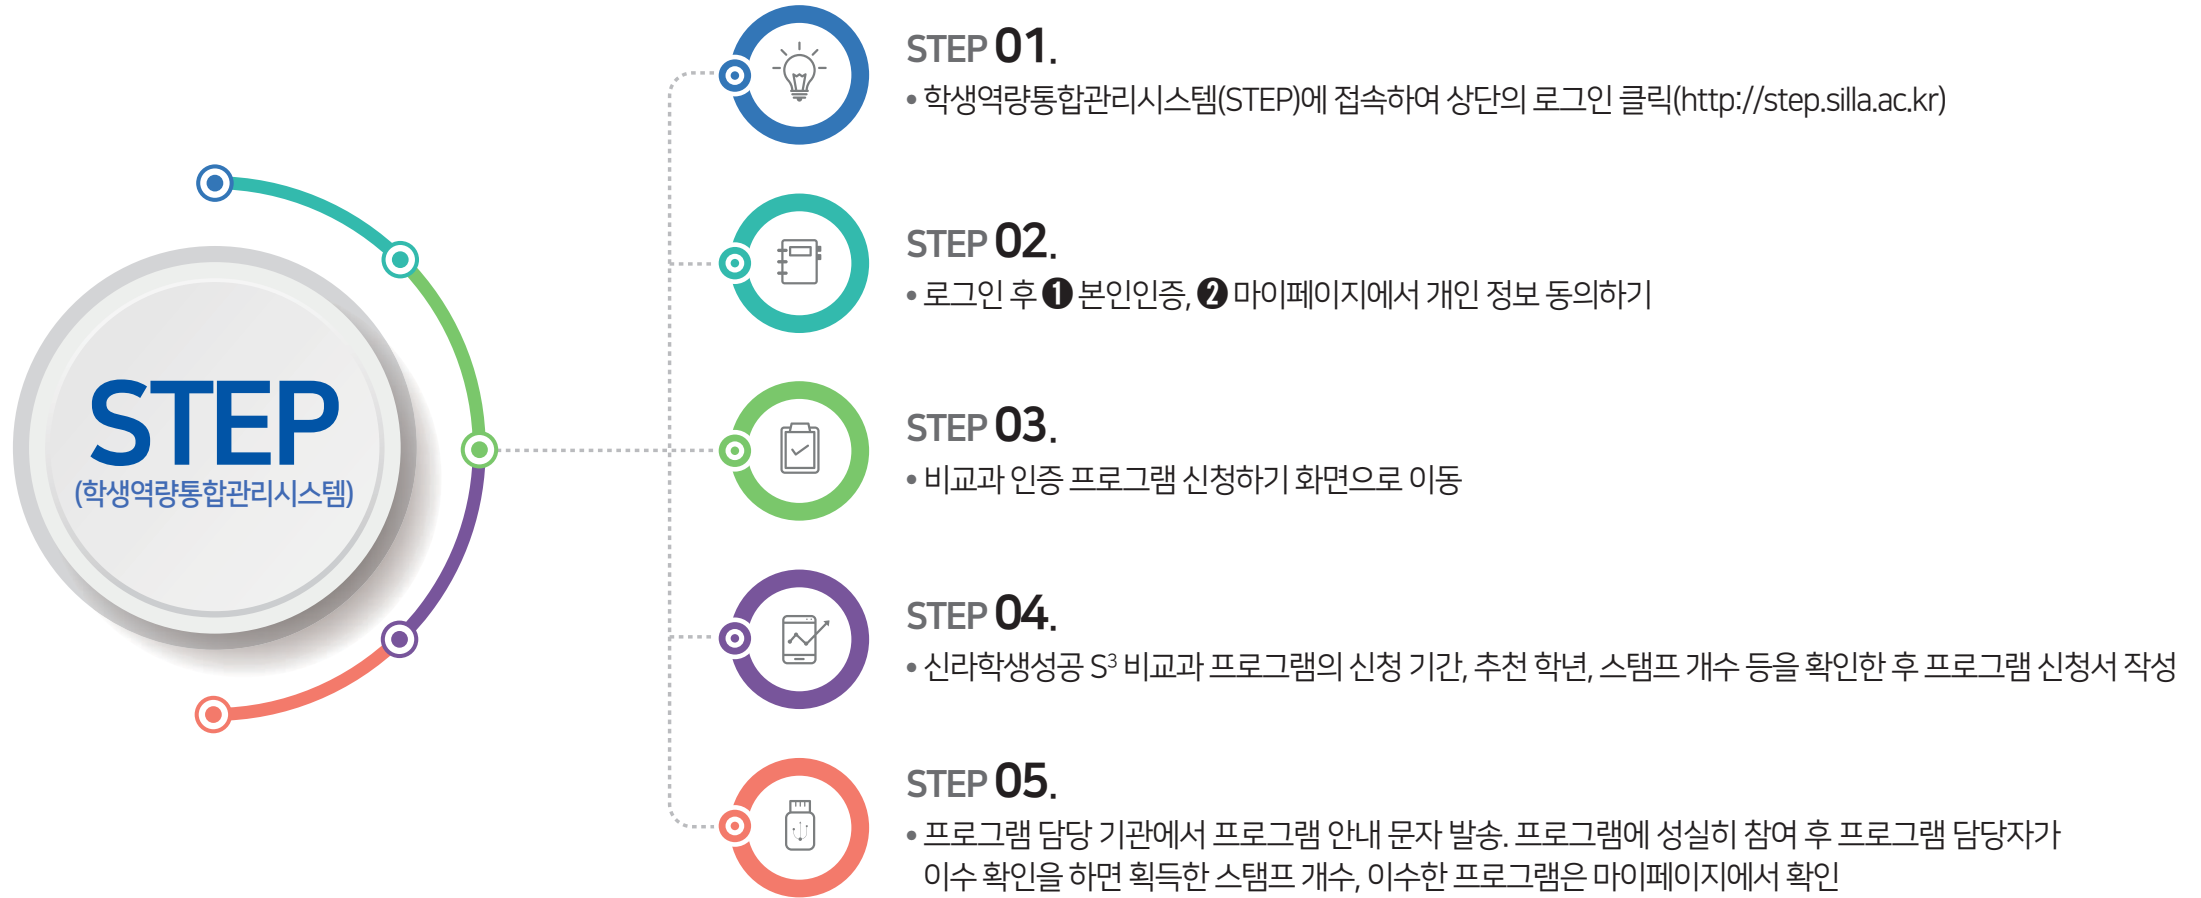 STEP
(학생역량통합관리시스템)
STEP 01.
• 학생역량통합관리시스템(STEP)에 접속하여 상단의 로그인 클릭(http://step.silla.ac.kr)
STEP 02.
• 로그인 후 ❶ 본인인증, ❷ 마이페이지에서 개인 정보 동의하기
STEP 03.
• 비교과 인증 프로그램 신청하기 화면으로 이동
STEP 04.
• 신라학생성공 S³ 비교과 프로그램의 신청 기간, 추천 학년, 스탬프 개수 등을 확인한 후 프로그램 신청서 작성
STEP 05.
• 프로그램 담당 기관에서 프로그램 안내 문자 발송. 프로그램에 성실히 참여 후 프로그램 담당자가
이수 확인을 하면 획득한 스탬프 개수, 이수한 프로그램은 마이페이지에서 확인